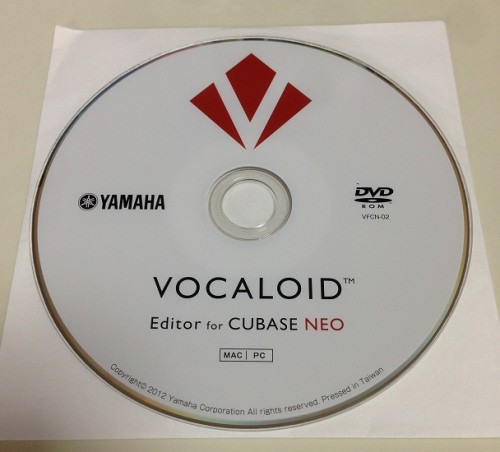 YAMAHA
DVD
ROM
VFCN-02
VOCALOID™
Editor for CUBASE NEO
MAC | PC
Copyright© 2012 Yamaha Corporation All rights reserved. Pressed in Taiwan